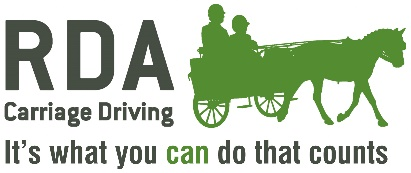 RDA
Carriage Driving
It's what you can do that counts